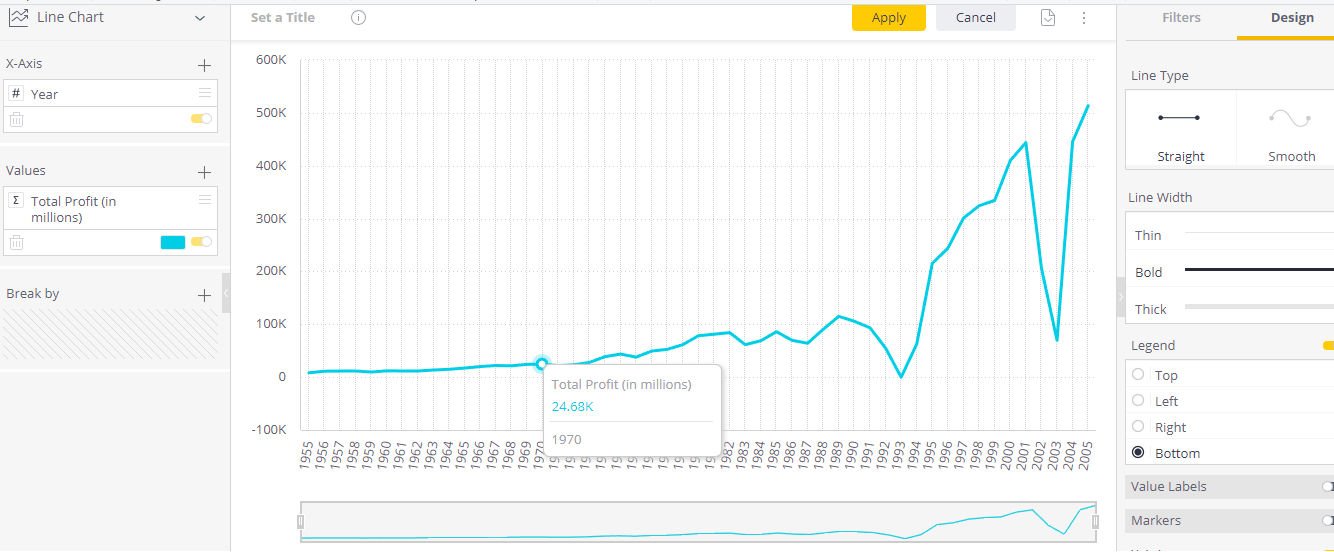 Line Chart
X-Axis
# Year
Values
Σ Total Profit (in
millions)
Break by
Set a Title
Apply
Cancel
600K
500K
400K
300K
200K
100K
0
-100K
1955 1956 1957 1958 1959 1960 1961 1962 1963 1964 1965 1966 1967 1968 1969 1970 1982 1983 1984 1985 1986 1987 1988 1989 1990 1991 1992 1993 1994 1995 1996 1997 1998 1999 2000 2001 2002 2003 2004 2005
Total Profit (in millions)
24.68K
1970
Filters
Design
Line Type
Straight
Smooth
Line Width
Thin
Bold
Thick
Legend
Top
Left
Right
Bottom
Value Labels
Markers